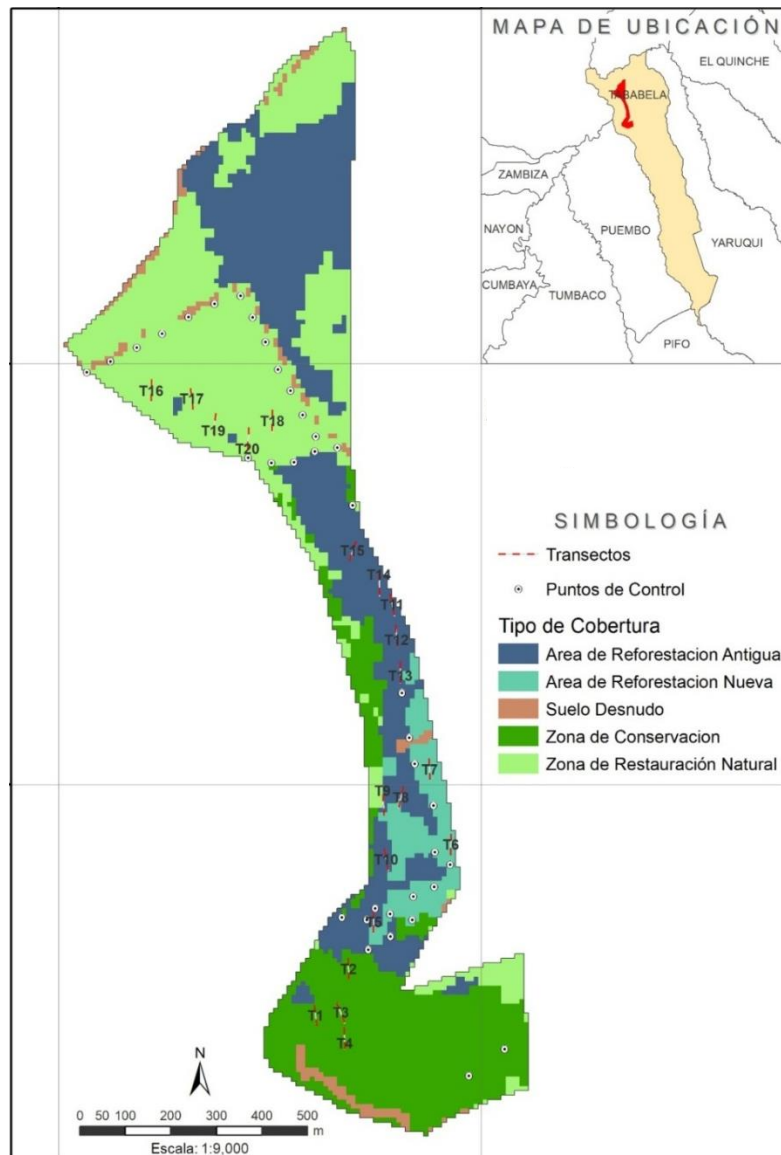 MAPA DE UBICACIÓN
EL QUINCHE
TABABELA
ZAMBIZA
NAYON
PUEMBO
YARUQUI
CUMBAYA
TUMBACO
PIFO
T16
T17
T18
T19
T20
SIMBOLOGÍA
Transectos
Puntos de Control
Tipo de Cobertura
Area de Reforestacion Antigua
Area de Reforestacion Nueva
Suelo Desnudo
Zona de Conservacion
Zona de Restauración Natural
T15
T14
T11
T12
T13
T7
T9
T8
T6
T10
T5
T2
T1
T3
T4
N
0 50 100 200 300 400 500
m
Escala: 1:9,000